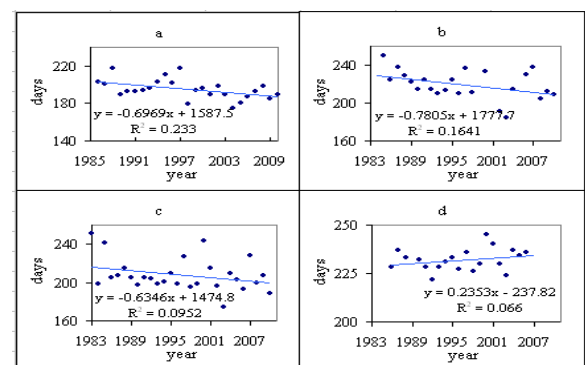 a
220
180
140
days
y = -0.6969x + 1587.5
R² = 0.233
1985 1991 1997 2003 2009
year
b
260
210
160
days
y = -0.7805x + 1777.7
R² = 0.1641
1983 1989 1995 2001 2007
year
c
240
200
160
days
y = -0.6346x + 1474.8
R² = 0.0952
1983 1989 1995 2001 2007
year
d
250
225
200
days
y = 0.2353x - 237.82
R² = 0.066
1983 1989 1995 2001 2007
year